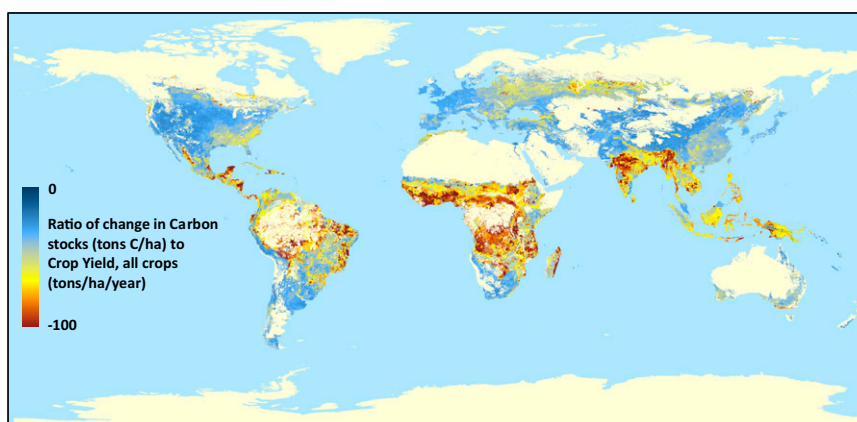 0
Ratio of change in Carbon
stocks (tons C/ha) to
Crop Yield, all crops
(tons/ha/year)
-100